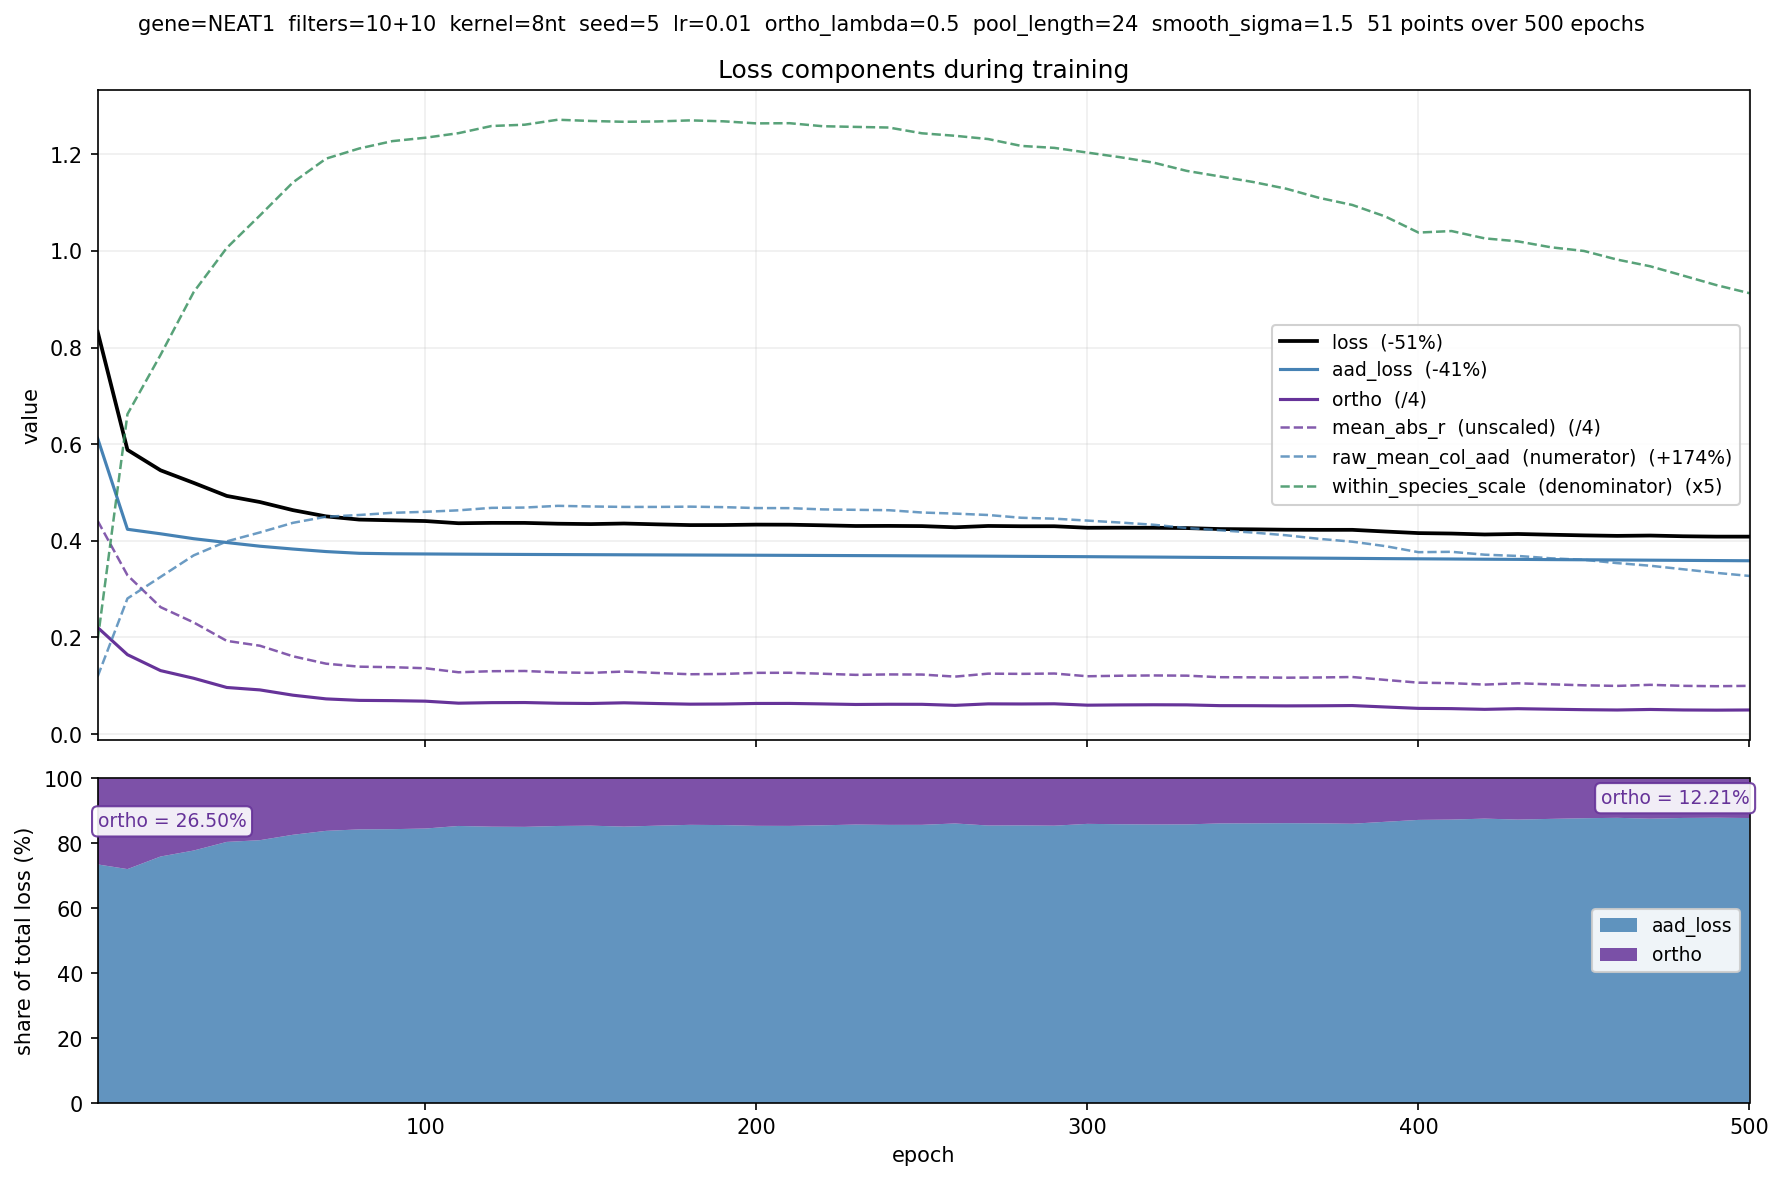 gene=NEAT1  filters=10+10  kernel=8nt  seed=5  lr=0.01  ortho_lambda=0.5  pool_length=24  smooth_sigma=1.5  51 points over 500 epochs
Loss components during training
value
1.2
1.0
0.8
0.6
0.4
0.2
0.0
loss  (-51%)
aad_loss  (-41%)
ortho  (/4)
mean_abs_r  (unscaled)  (/4)
raw_mean_col_aad  (numerator)  (+174%)
within_species_scale  (denominator)  (x5)
share of total loss (%)
100
80
60
40
20
0
ortho = 26.50%
ortho = 12.21%
aad_loss
ortho
100
200
300
400
500
epoch